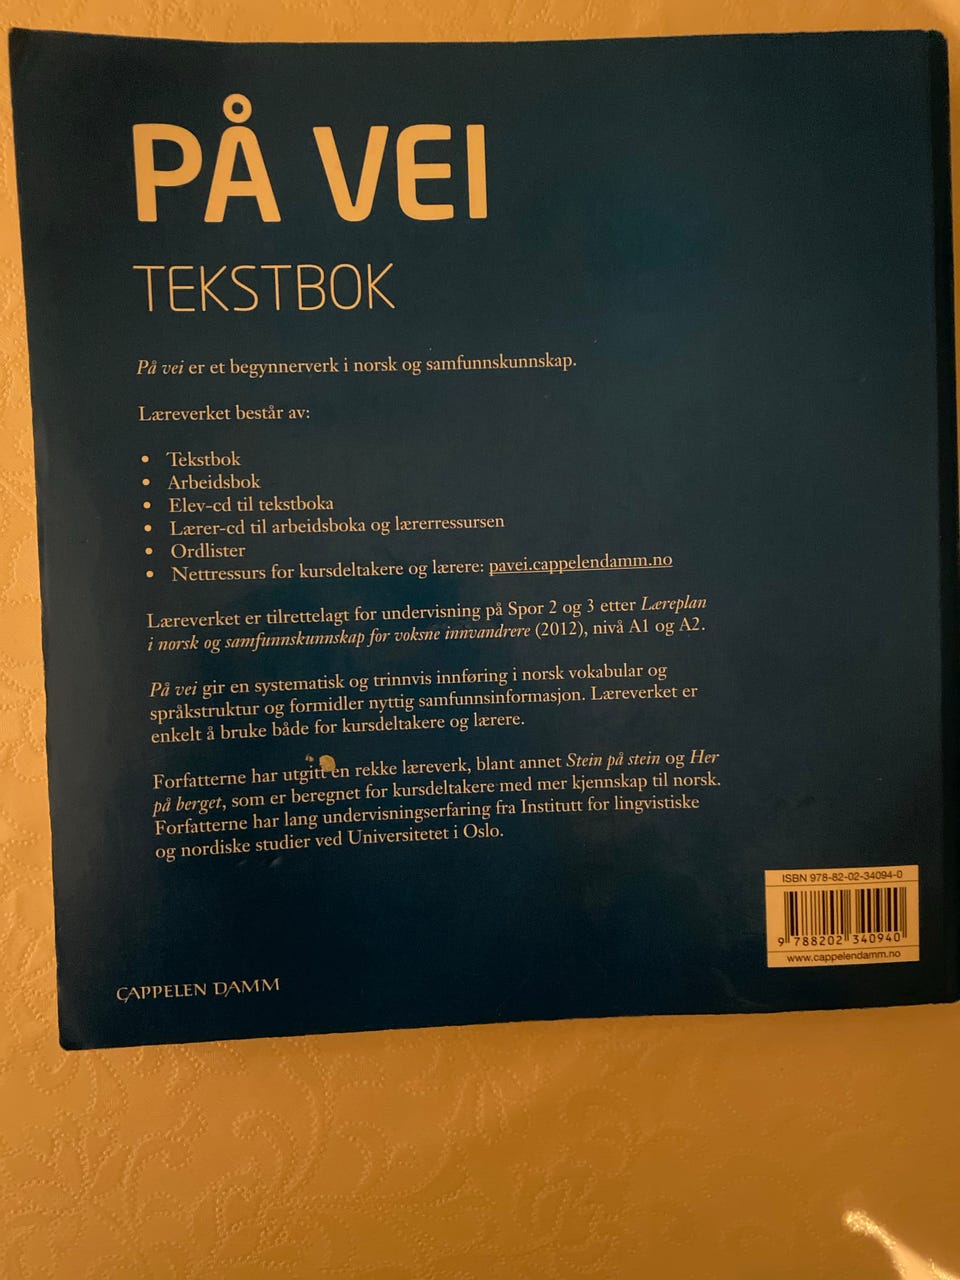 PÅ VEI
TEKSTBOK
På vei er et begynnerverk i norsk og samfunnskunnskap.
Læreverket består av:
• Tekstbok
• Arbeidsbok
• Elev-cd til tekstboka
• Lærer-cd til arbeidsboka og lærerressursen
• Ordlister
• Nettressurs for kursdeltakere og lærere: pavei.cappelendamm.no
Læreverket er tilrettelagt for undervisning på Spor 2 og 3 etter Læreplan
i norsk og samfunnskunnskap for voksne innvandrere (2012), nivå A1 og A2.
På vei gir en systematisk og trinnvis innføring i norsk vokabular og
språkstruktur og formidler nyttig samfunnsinformasjon. Læreverket er
enkelt å bruke både for kursdeltakere og lærere.
Forfatterne har utgitt en rekke læreverk, blant annet Stein på stein og Her
på berget, som er beregnet for kursdeltakere med mer kjennskap til norsk.
Forfatterne har lang undervisningserfaring fra Institutt for lingvistiske
og nordiske studier ved Universitetet i Oslo.
ISBN 978-82-02-34094-0
9 788202 340940
www.cappelendamm.no
CAPPELEN DAMM